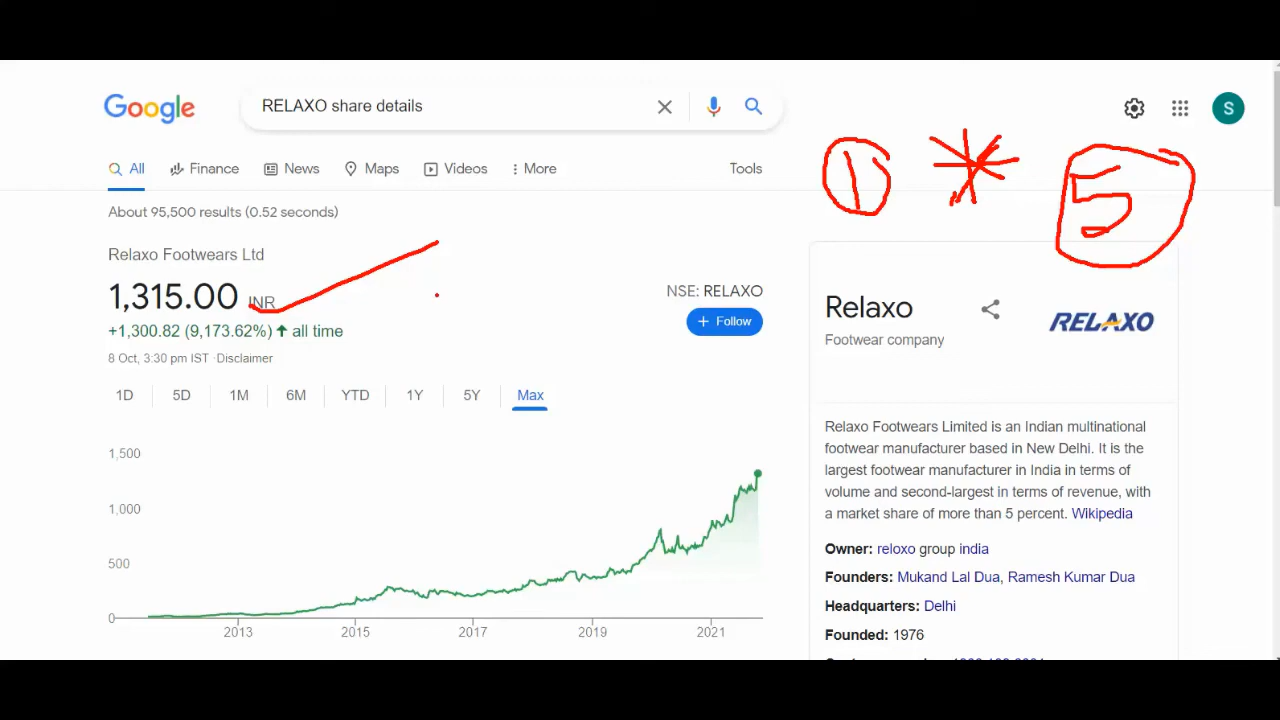 Google
RELAXO share details
S
All
Finance
News
Maps
Videos
More
Tools
1 * 5
About 95,500 results (0.52 seconds)
Relaxo Footwears Ltd
1,315.00 INR
+1,300.82 (9,173.62%) ↑ all time
8 Oct, 3:30 pm IST · Disclaimer
NSE: RELAXO
+ Follow
1D
5D
1M
6M
YTD
1Y
5Y
Max
1,500
1,000
500
0
2013
2015
2017
2019
2021
Relaxo
RELAXO
Footwear company
Relaxo Footwears Limited is an Indian multinational
footwear manufacturer based in New Delhi. It is the
largest footwear manufacturer in India in terms of
volume and second-largest in terms of revenue, with
a market share of more than 5 percent. Wikipedia
Owner: reloxo group india
Founders: Mukand Lal Dua, Ramesh Kumar Dua
Headquarters: Delhi
Founded: 1976